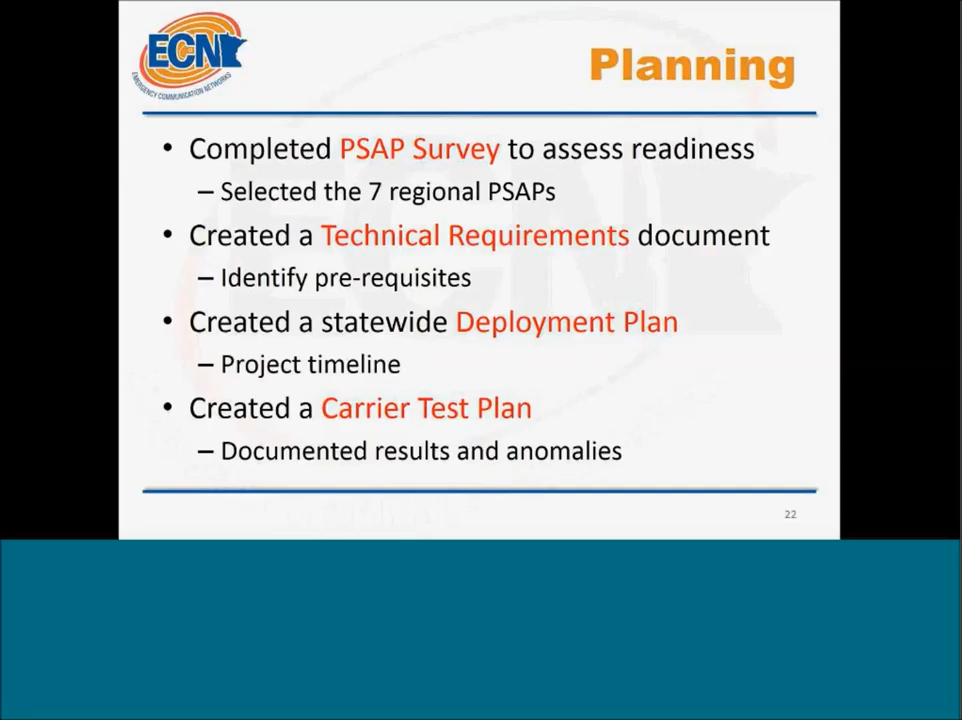 ECN
EMERGENCY COMMUNICATION NETWORKS
Planning
• Completed PSAP Survey to assess readiness
– Selected the 7 regional PSAPs
• Created a Technical Requirements document
– Identify pre-requisites
• Created a statewide Deployment Plan
– Project timeline
• Created a Carrier Test Plan
– Documented results and anomalies
22